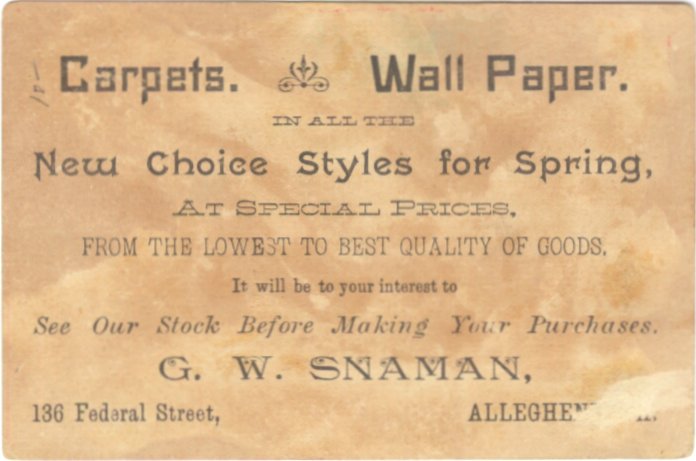 Carpets. Wall Paper.
IN ALL THE
New Choice Styles for Spring,
AT SPECIAL PRICES,
FROM THE LOWEST TO BEST QUALITY OF GOODS.
It will be to your interest to
See Our Stock Before Making Your Purchases.
G. W. SNAMAN,
136 Federal Street,